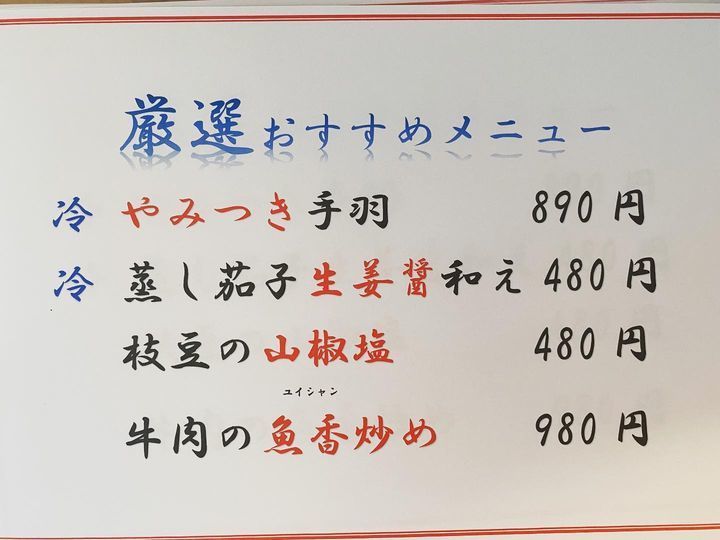 厳選おすすめメニュー
冷 やみつき手羽 890円
冷 蒸し茄子生姜醤和え 480円
枝豆の山椒塩 480円
ユイシャン
牛肉の魚香炒め 980円